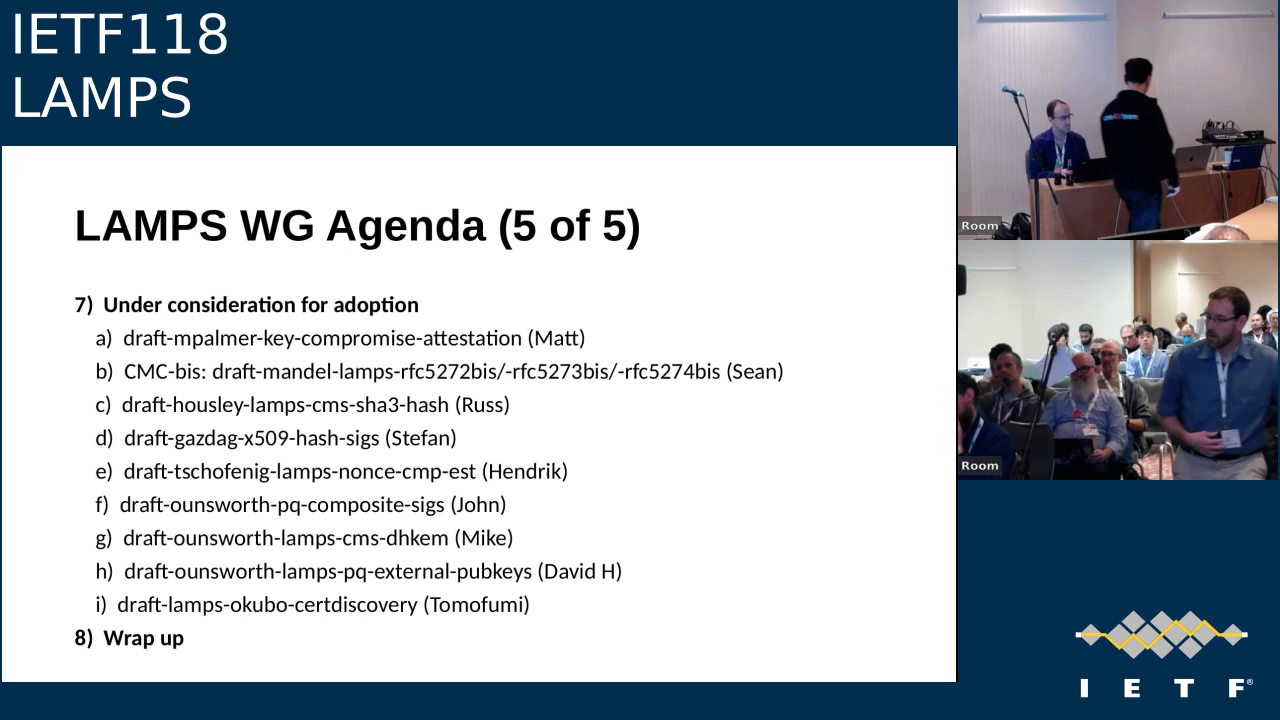 IETF118
LAMPS
LAMPS WG Agenda (5 of 5)
7) Under consideration for adoption
a) draft-mpalmer-key-compromise-attestation (Matt)
b) CMC-bis: draft-mandel-lamps-rfc5272bis/-rfc5273bis/-rfc5274bis (Sean)
c) draft-housley-lamps-cms-sha3-hash (Russ)
d) draft-gazdag-x509-hash-sigs (Stefan)
e) draft-tschofenig-lamps-nonce-cmp-est (Hendrik)
f) draft-ounsworth-pq-composite-sigs (John)
g) draft-ounsworth-lamps-cms-dhkem (Mike)
h) draft-ounsworth-lamps-pq-external-pubkeys (David H)
i) draft-lamps-okubo-certdiscovery (Tomofumi)
8) Wrap up
Room
Room
I E T F®